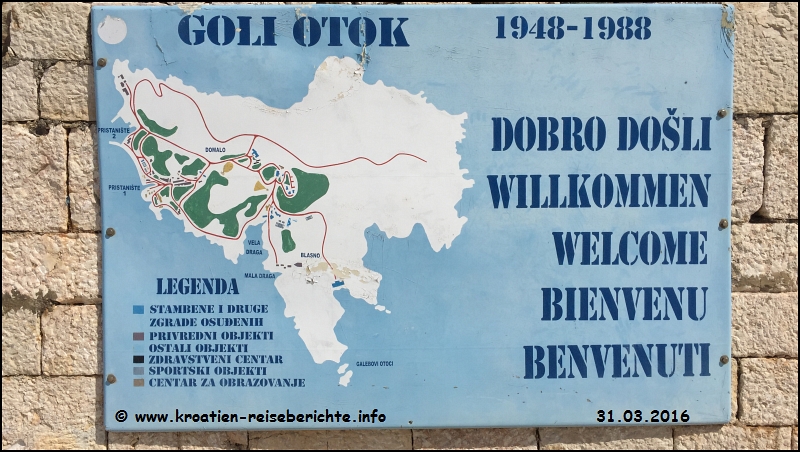 GOLI OTOK
1948-1988
DOBRO DOŠLI
WILLKOMMEN
WELCOME
BIENVENU
BENVENUTI
PRISTANIŠTE
2
DOMALO
PRISTANIŠTE
1
VELA
DRAGA
BLASNO
MALA DRAGA
GALEBOVI OTOCI
LEGENDA
STAMBENE I DRUGE
ZGRADE OSUĐENIH
PRIVREDNI OBJEKTI
OSTALI OBJEKTI
ZDRAVSTVENI CENTAR
SPORTSKI OBJEKTI
CENTAR ZA OBRAZOVANJE
© www.kroatien-reiseberichte.info
31.03.2016